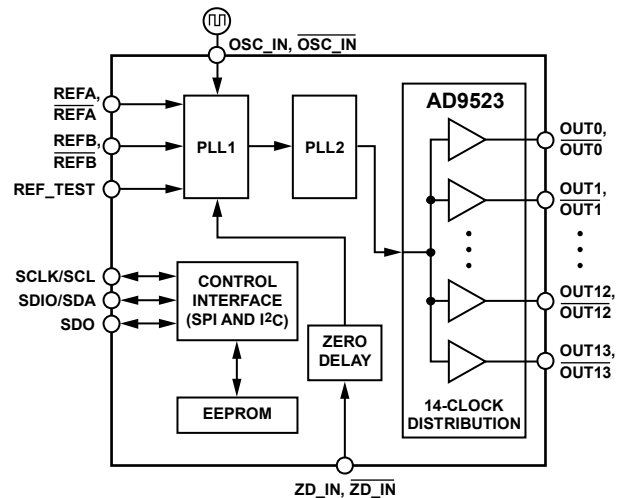 OSC_IN, OSC_IN
REFA,
REFA
REFB,
REFB
REF_TEST
PLL1
PLL2
AD9523
OUT0,
OUT0
OUT1,
OUT1
OUT12,
OUT12
OUT13,
OUT13
14-CLOCK
DISTRIBUTION
SCLK/SCL
SDIO/SDA
SDO
CONTROL
INTERFACE
(SPI AND I²C)
EEPROM
ZERO
DELAY
ZD_IN, ZD_IN